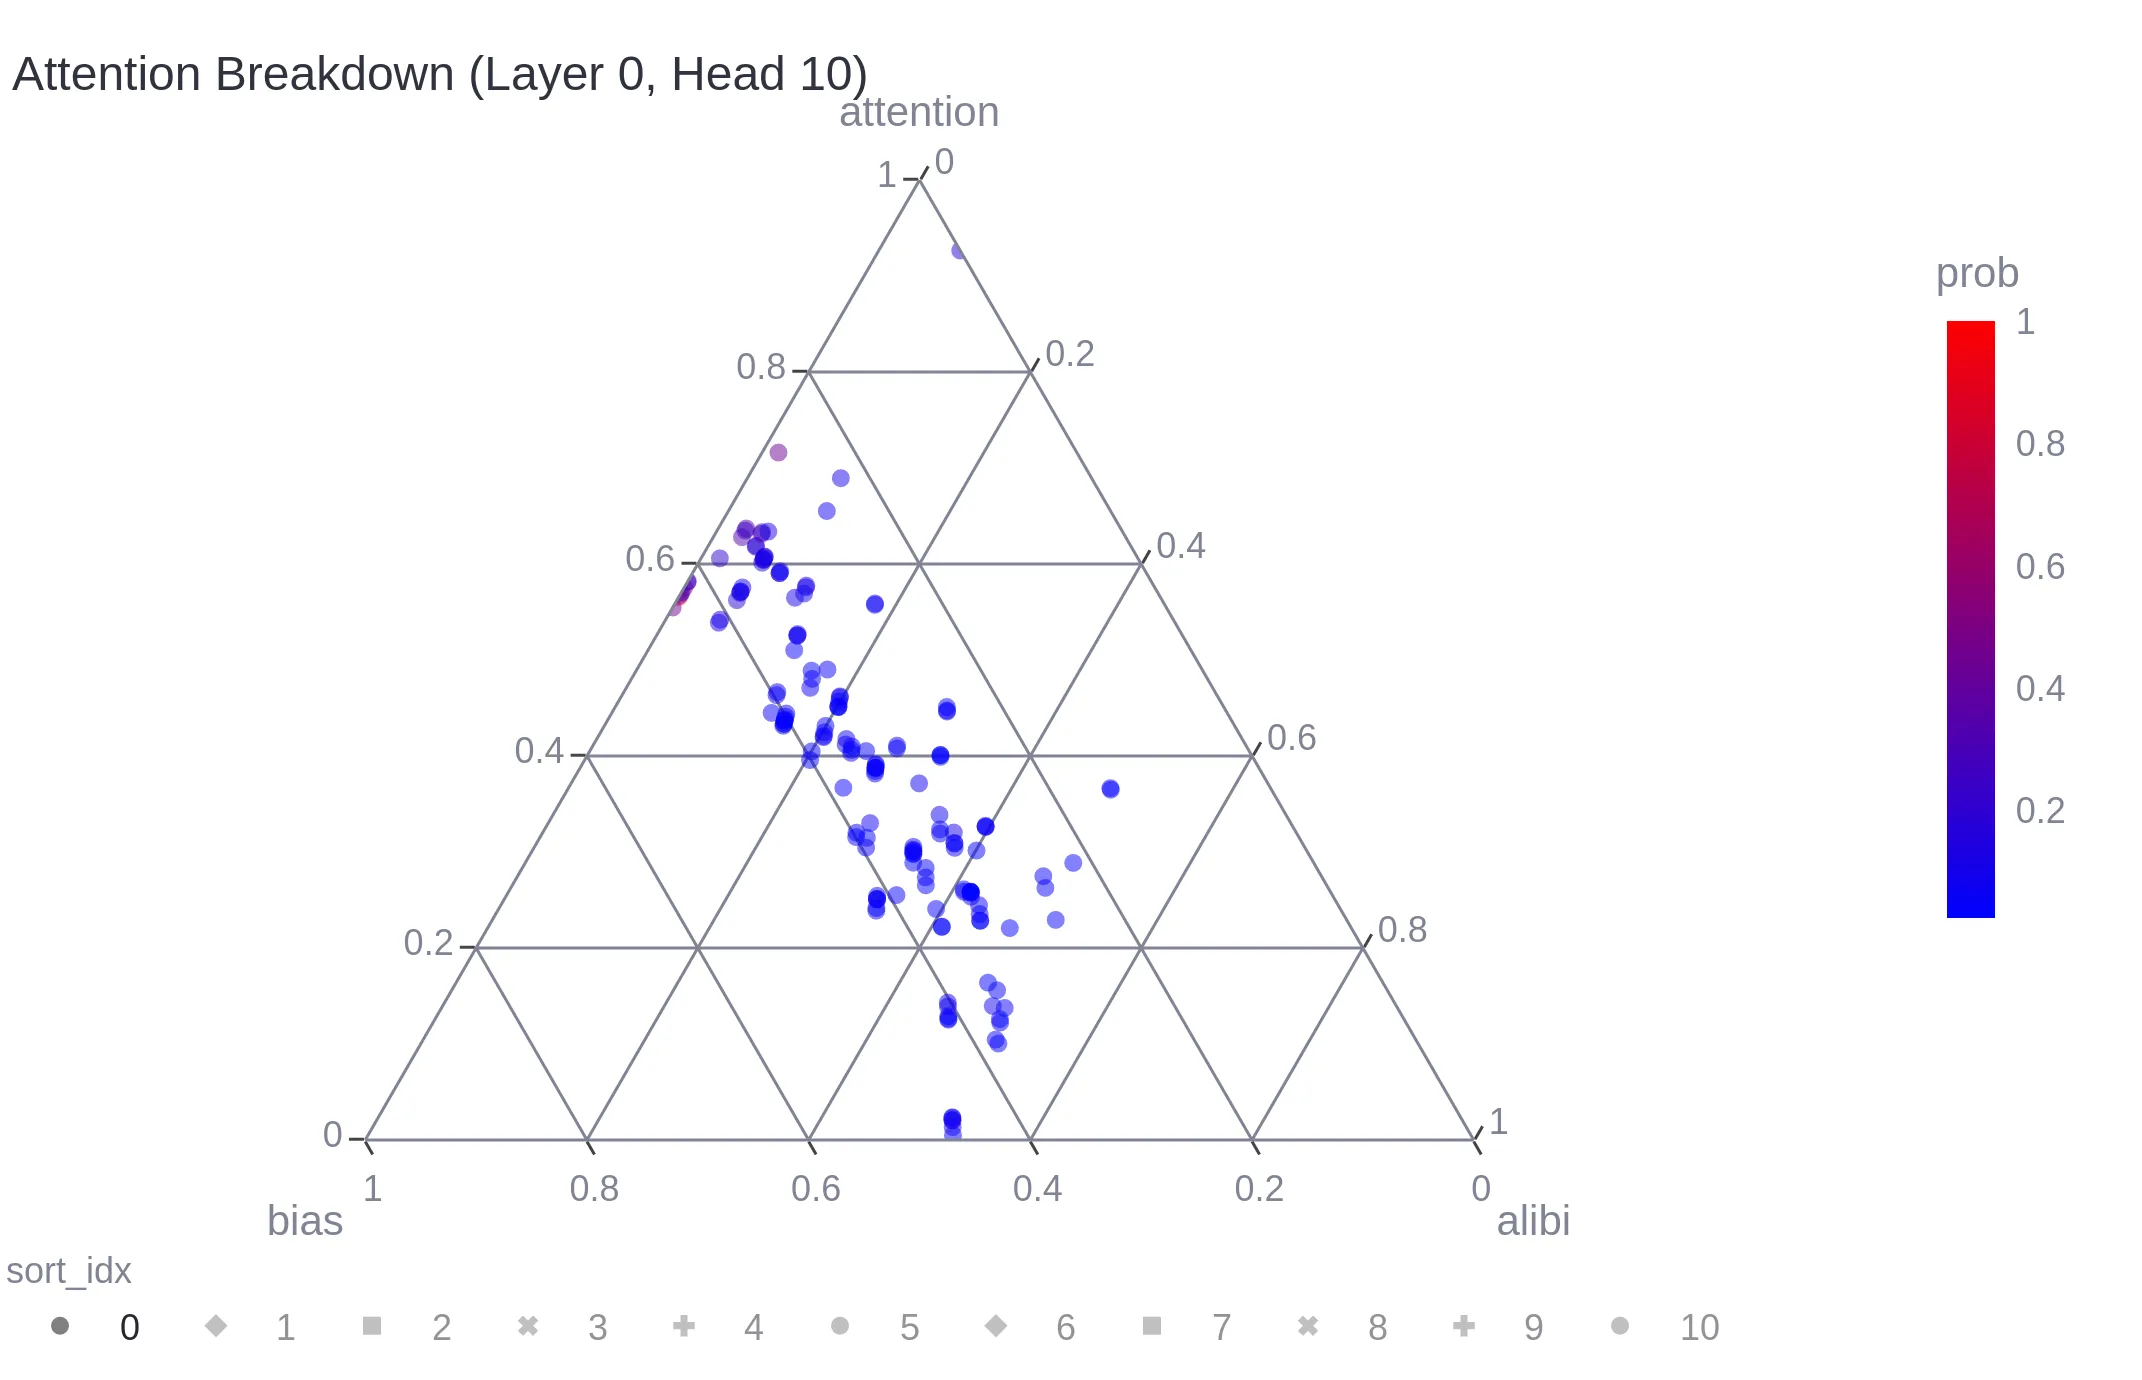 Attention Breakdown (Layer 0, Head 10)
attention
1 0
prob
1
0.8 0.2
0.8
0.6 0.4
0.6
0.4 0.6
0.4
0.2 0.8
0.2
0 1
1 0.8 0.6 0.4 0.2 0
bias alibi
sort_idx
0 1 2 3 4 5 6 7 8 9 10